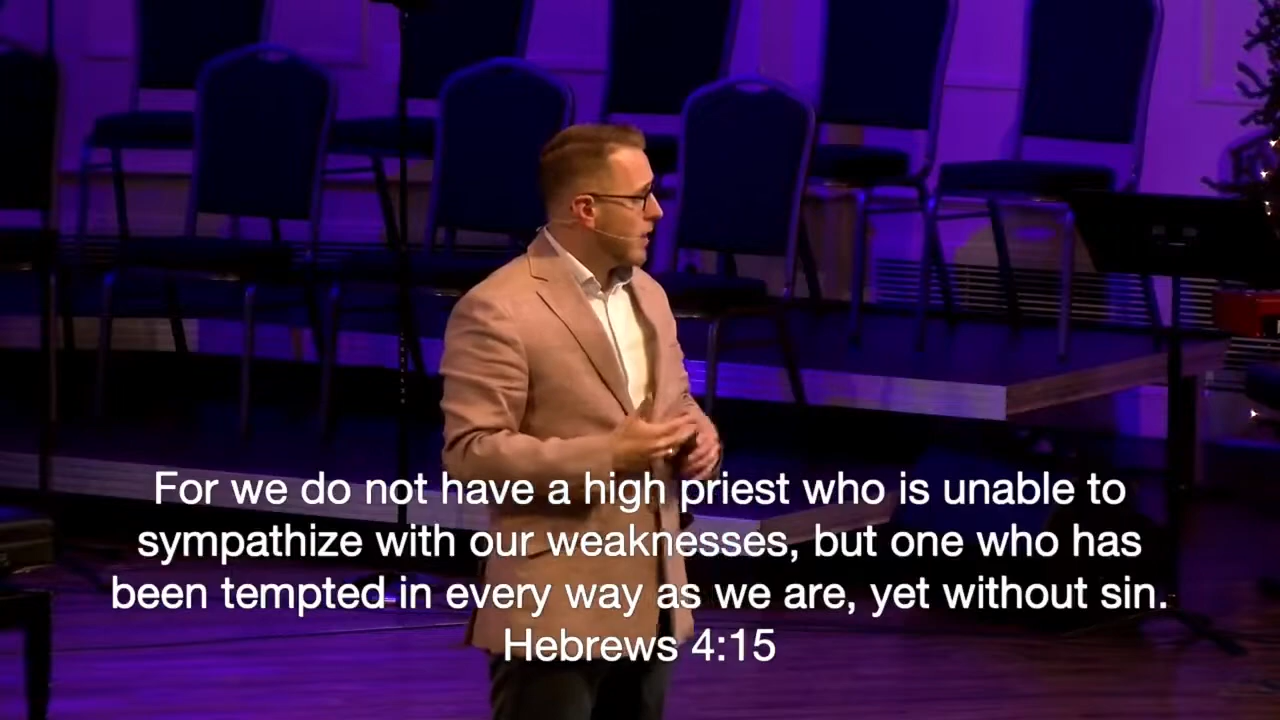 For we do not have a high priest who is unable to
sympathize with our weaknesses, but one who has
been tempted in every way as we are, yet without sin.
Hebrews 4:15